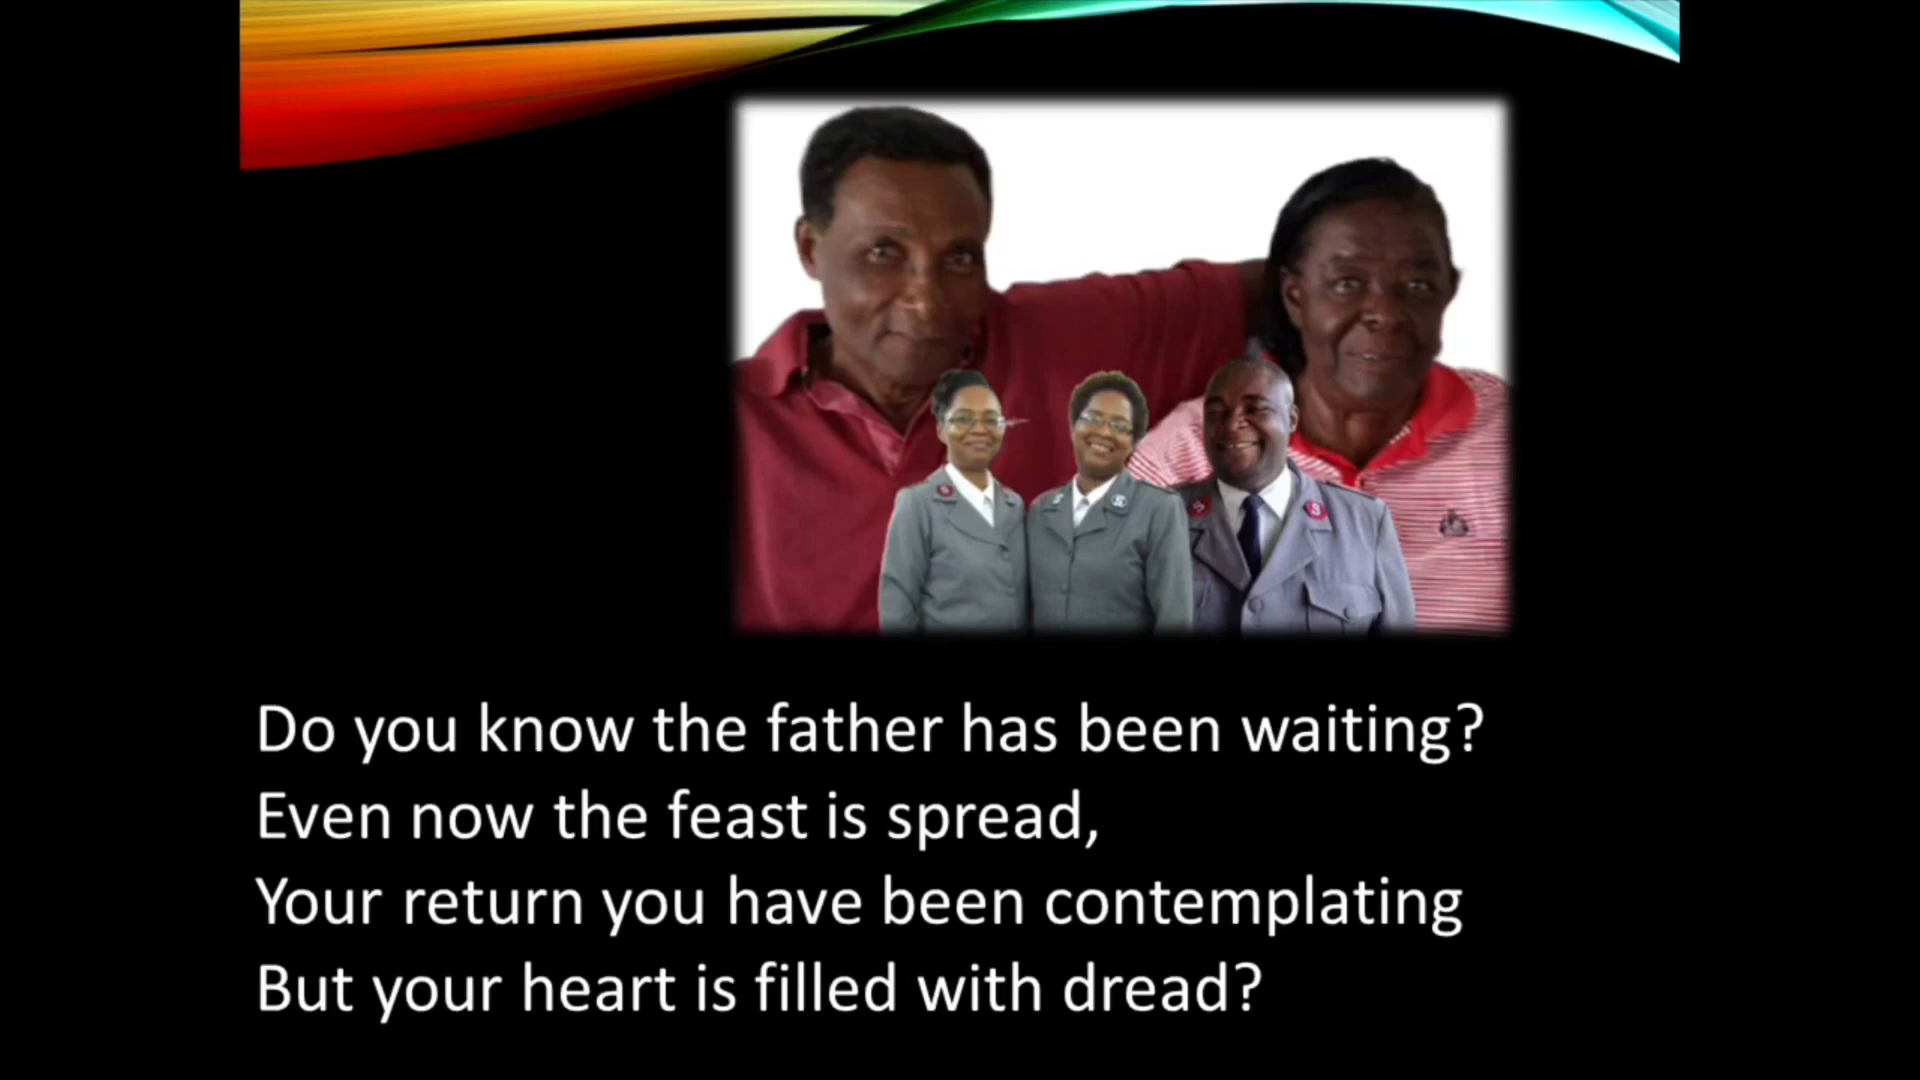 Do you know the father has been waiting?
Even now the feast is spread,
Your return you have been contemplating
But your heart is filled with dread?